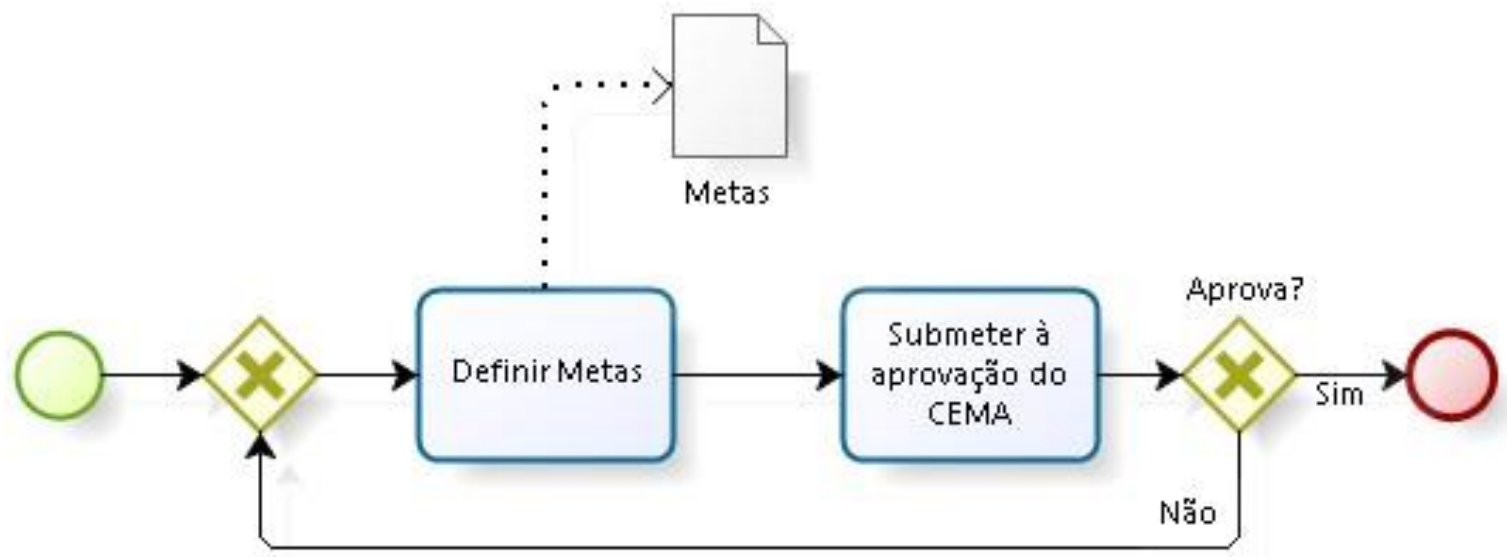 Metas
Definir Metas
Submeter à
aprovação do
CEMA
Aprova?
Sim
Não